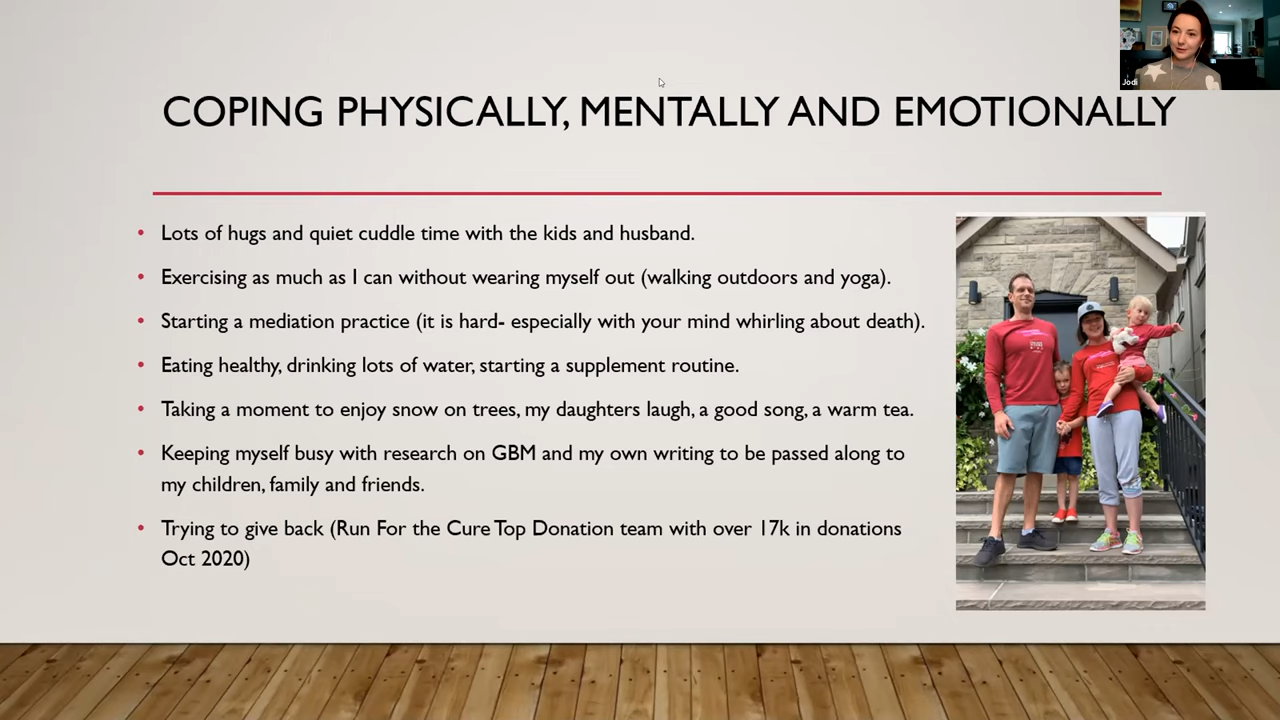 Jodi
COPING PHYSICALLY, MENTALLY AND EMOTIONALLY
• Lots of hugs and quiet cuddle time with the kids and husband.
• Exercising as much as I can without wearing myself out (walking outdoors and yoga).
• Starting a mediation practice (it is hard- especially with your mind whirling about death).
• Eating healthy, drinking lots of water, starting a supplement routine.
• Taking a moment to enjoy snow on trees, my daughters laugh, a good song, a warm tea.
• Keeping myself busy with research on GBM and my own writing to be passed along to
my children, family and friends.
• Trying to give back (Run For the Cure Top Donation team with over 17k in donations
Oct 2020)